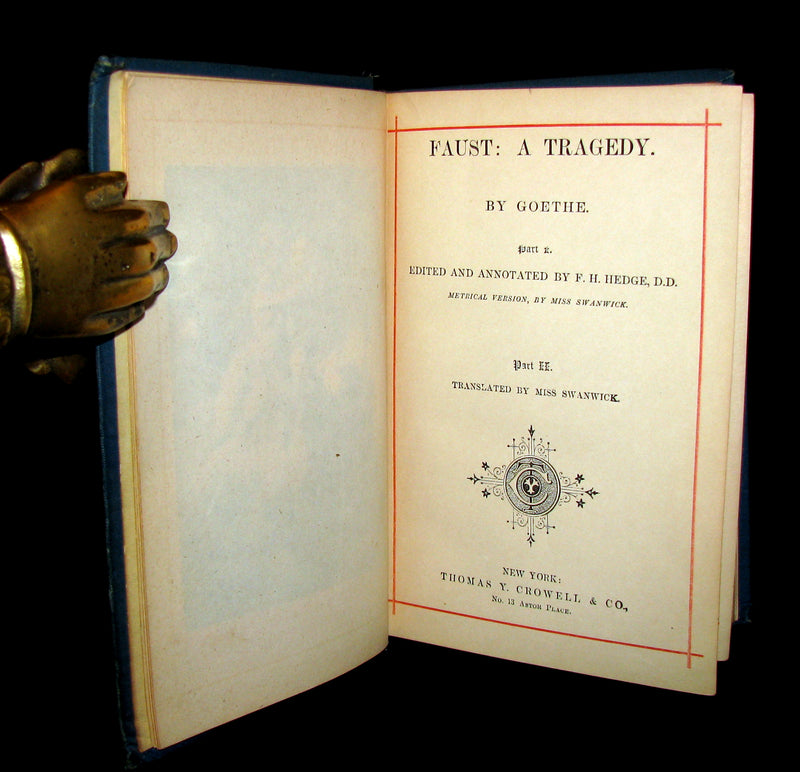 FAUST: A TRAGEDY.
BY GOETHE.
Part I.
EDITED AND ANNOTATED BY F. H. HEDGE, D.D.
METRICAL VERSION, BY MISS SWANWICK.
Part II.
TRANSLATED BY MISS SWANWICK.
NEW YORK:
THOMAS Y. CROWELL & CO.,
No. 13 Astor Place.